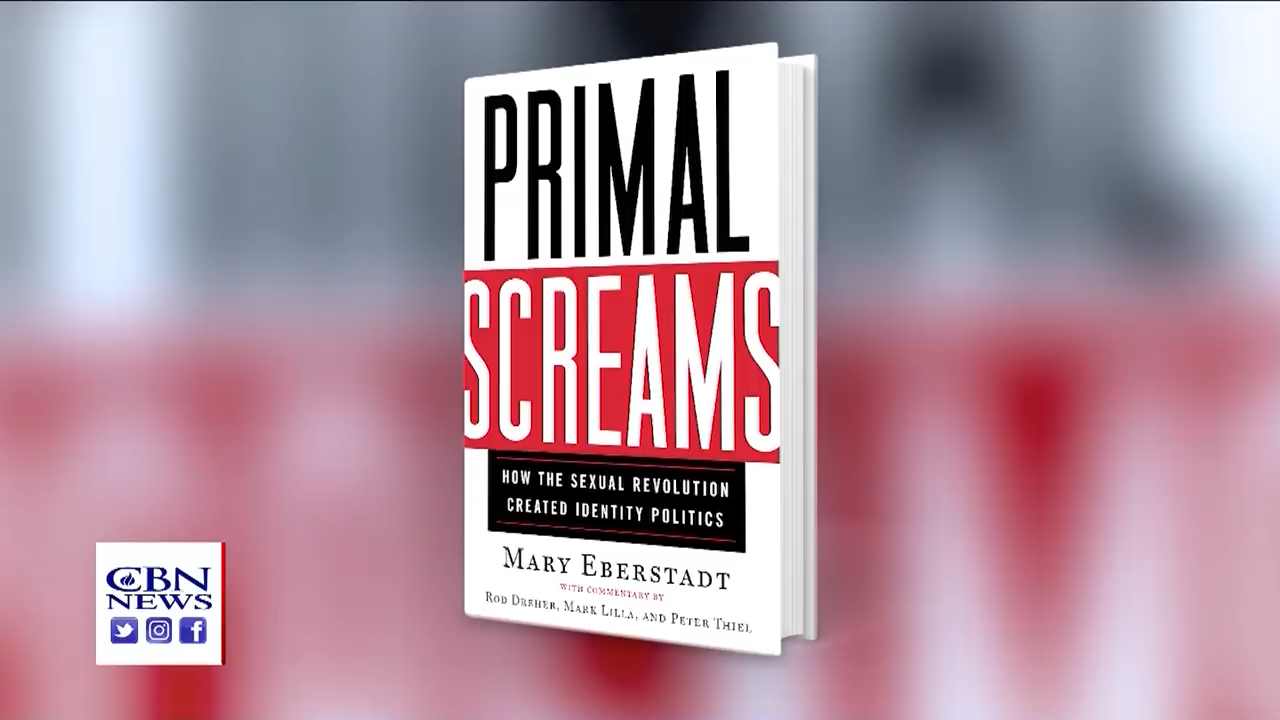 PRIMAL
SCREAMS
HOW THE SEXUAL REVOLUTION
CREATED IDENTITY POLITICS
MARY EBERSTADT
WITH COMMENTARY BY
ROD DREHER, MARK LILLA, AND PETER THIEL
CBN
NEWS